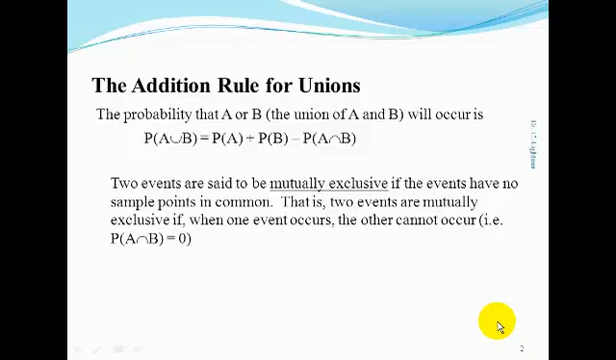 The Addition Rule for Unions
The probability that A or B (the union of A and B) will occur is
P(A∪B) = P(A) + P(B) – P(A∩B)
Two events are said to be mutually exclusive if the events have no
sample points in common. That is, two events are mutually
exclusive if, when one event occurs, the other cannot occur (i.e.
P(A∩B) = 0)
2